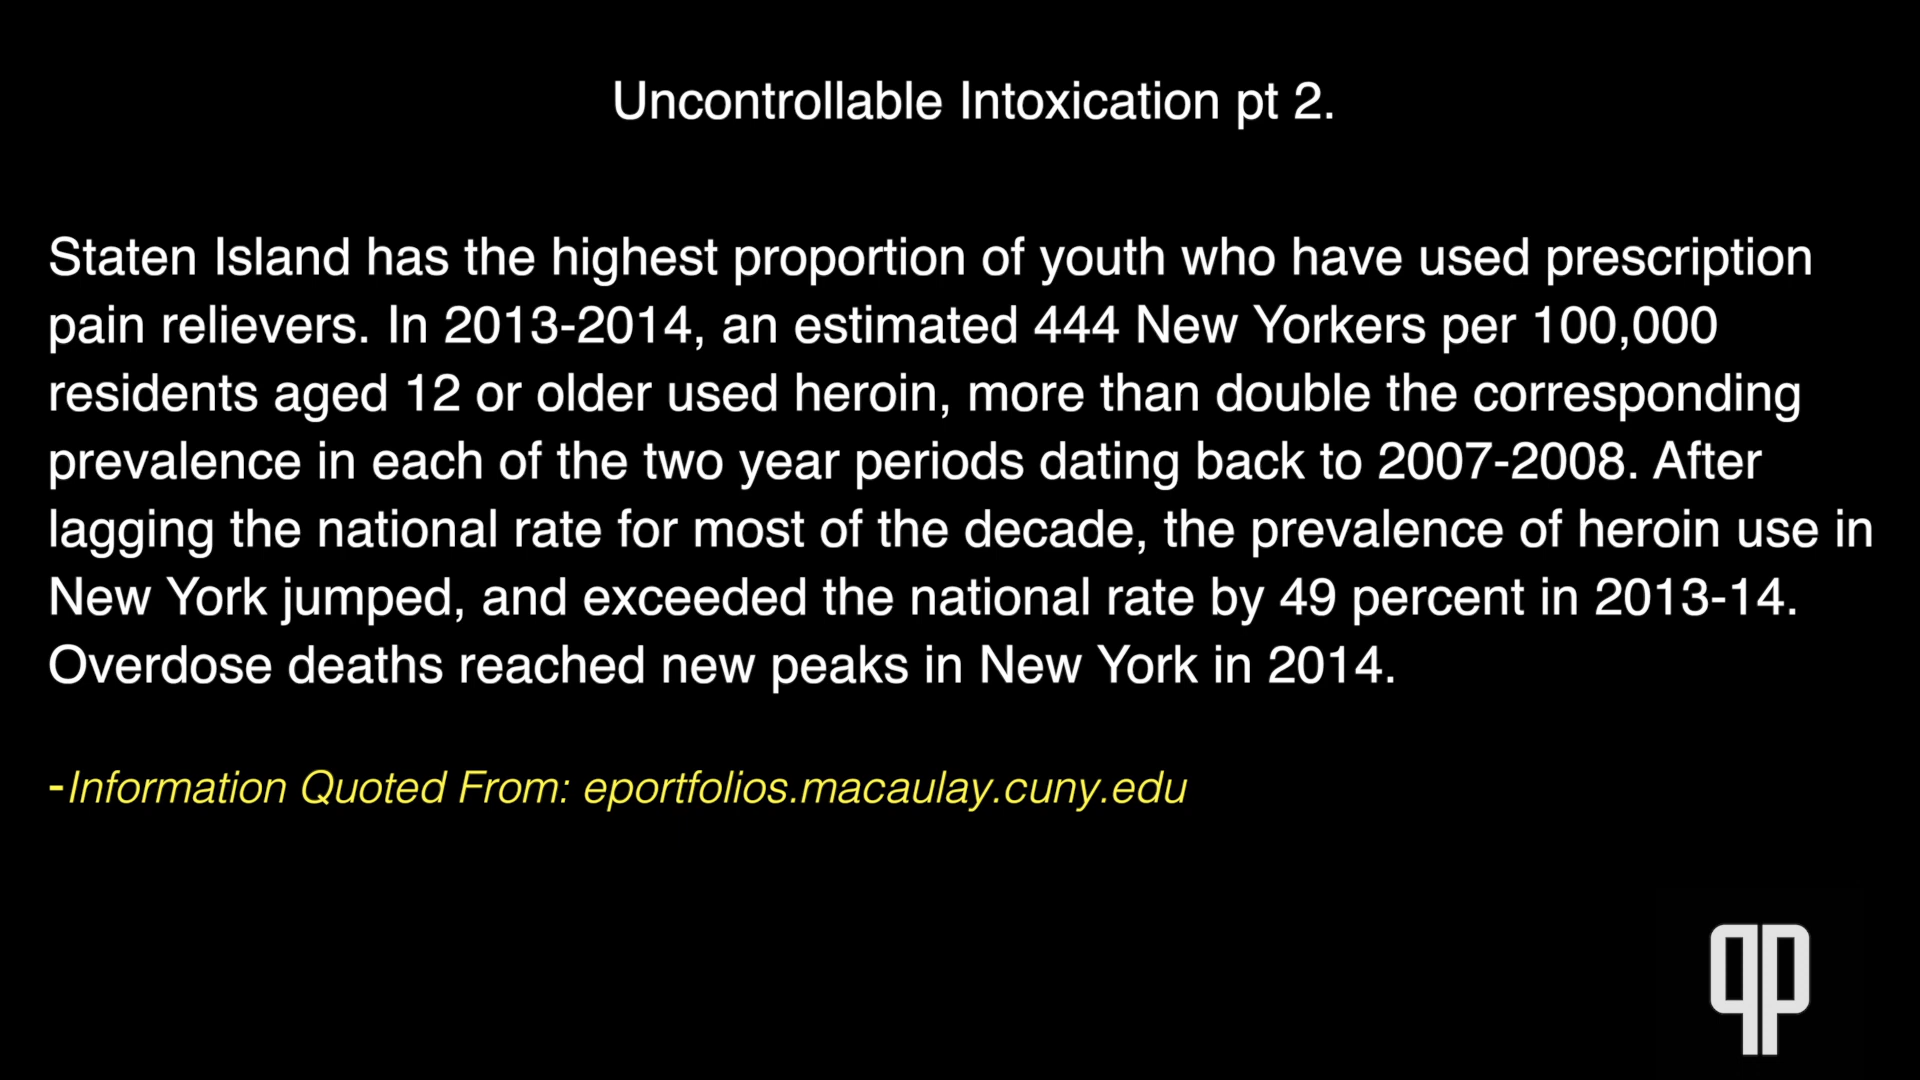 Uncontrollable Intoxication pt 2.
Staten Island has the highest proportion of youth who have used prescription
pain relievers. In 2013-2014, an estimated 444 New Yorkers per 100,000
residents aged 12 or older used heroin, more than double the corresponding
prevalence in each of the two year periods dating back to 2007-2008. After
lagging the national rate for most of the decade, the prevalence of heroin use in
New York jumped, and exceeded the national rate by 49 percent in 2013-14.
Overdose deaths reached new peaks in New York in 2014.
-Information Quoted From: eportfolios.macaulay.cuny.edu